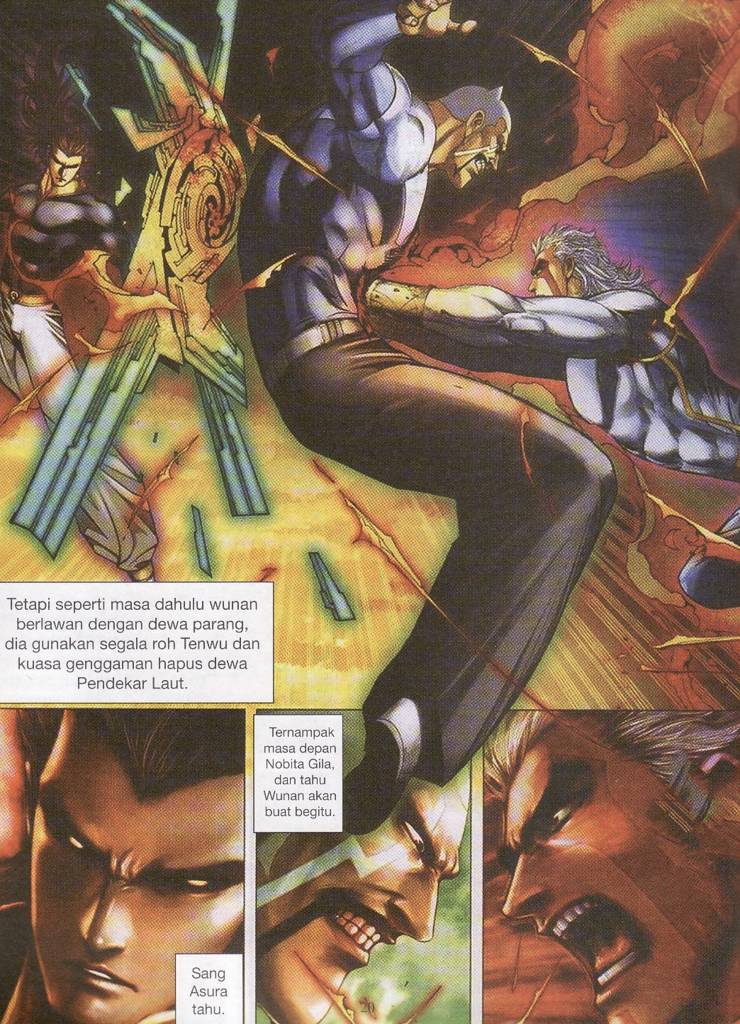 Tetapi seperti masa dahulu wunan
berlawan dengan dewa parang,
dia gunakan segala roh Tenwu dan
kuasa genggaman hapus dewa
Pendekar Laut.
Ternampak
masa depan
Nobita Gila,
dan tahu
Wunan akan
buat begitu.
Sang
Asura
tahu.
20